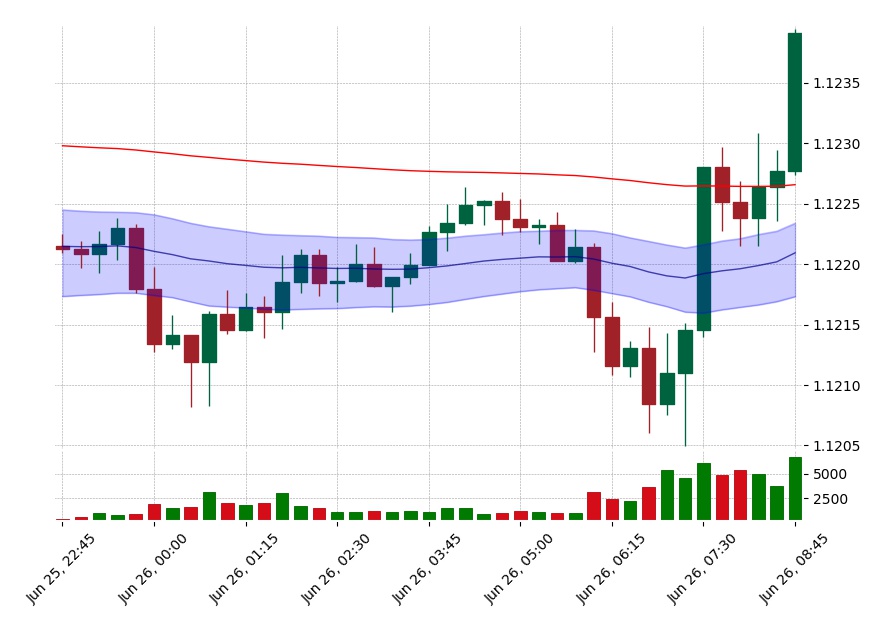 1.1235
1.1230
1.1225
1.1220
1.1215
1.1210
1.1205
5000
2500
Jun 25, 22:45
Jun 26, 00:00
Jun 26, 01:15
Jun 26, 02:30
Jun 26, 03:45
Jun 26, 05:00
Jun 26, 06:15
Jun 26, 07:30
Jun 26, 08:45